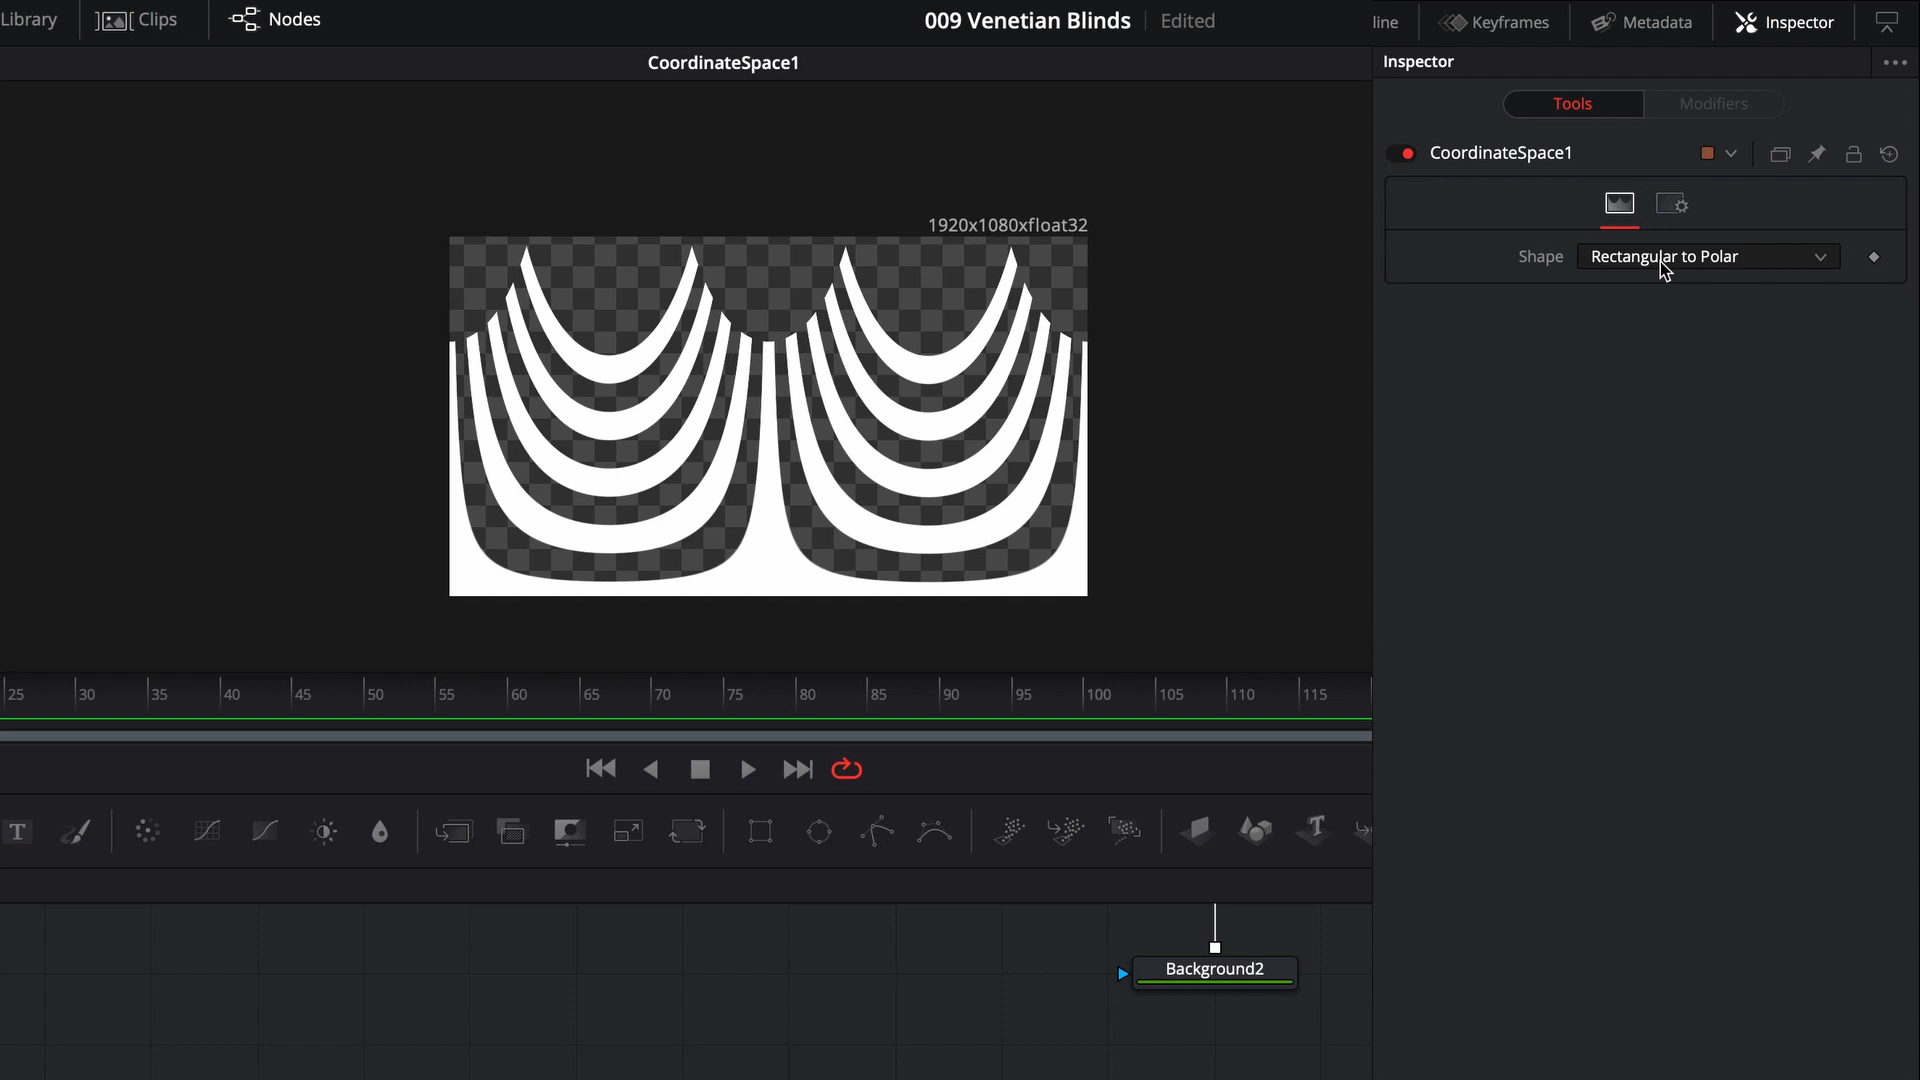 Library
Clips
Nodes
009 Venetian Blinds
Edited
line
Keyframes
Metadata
Inspector
CoordinateSpace1
Inspector
Tools
Modifiers
CoordinateSpace1
1920x1080xfloat32
Shape
Rectangular to Polar
25 30 35 40 45 50 55 60 65 70 75 80 85 90 95 100 105 110 115
T
Background2